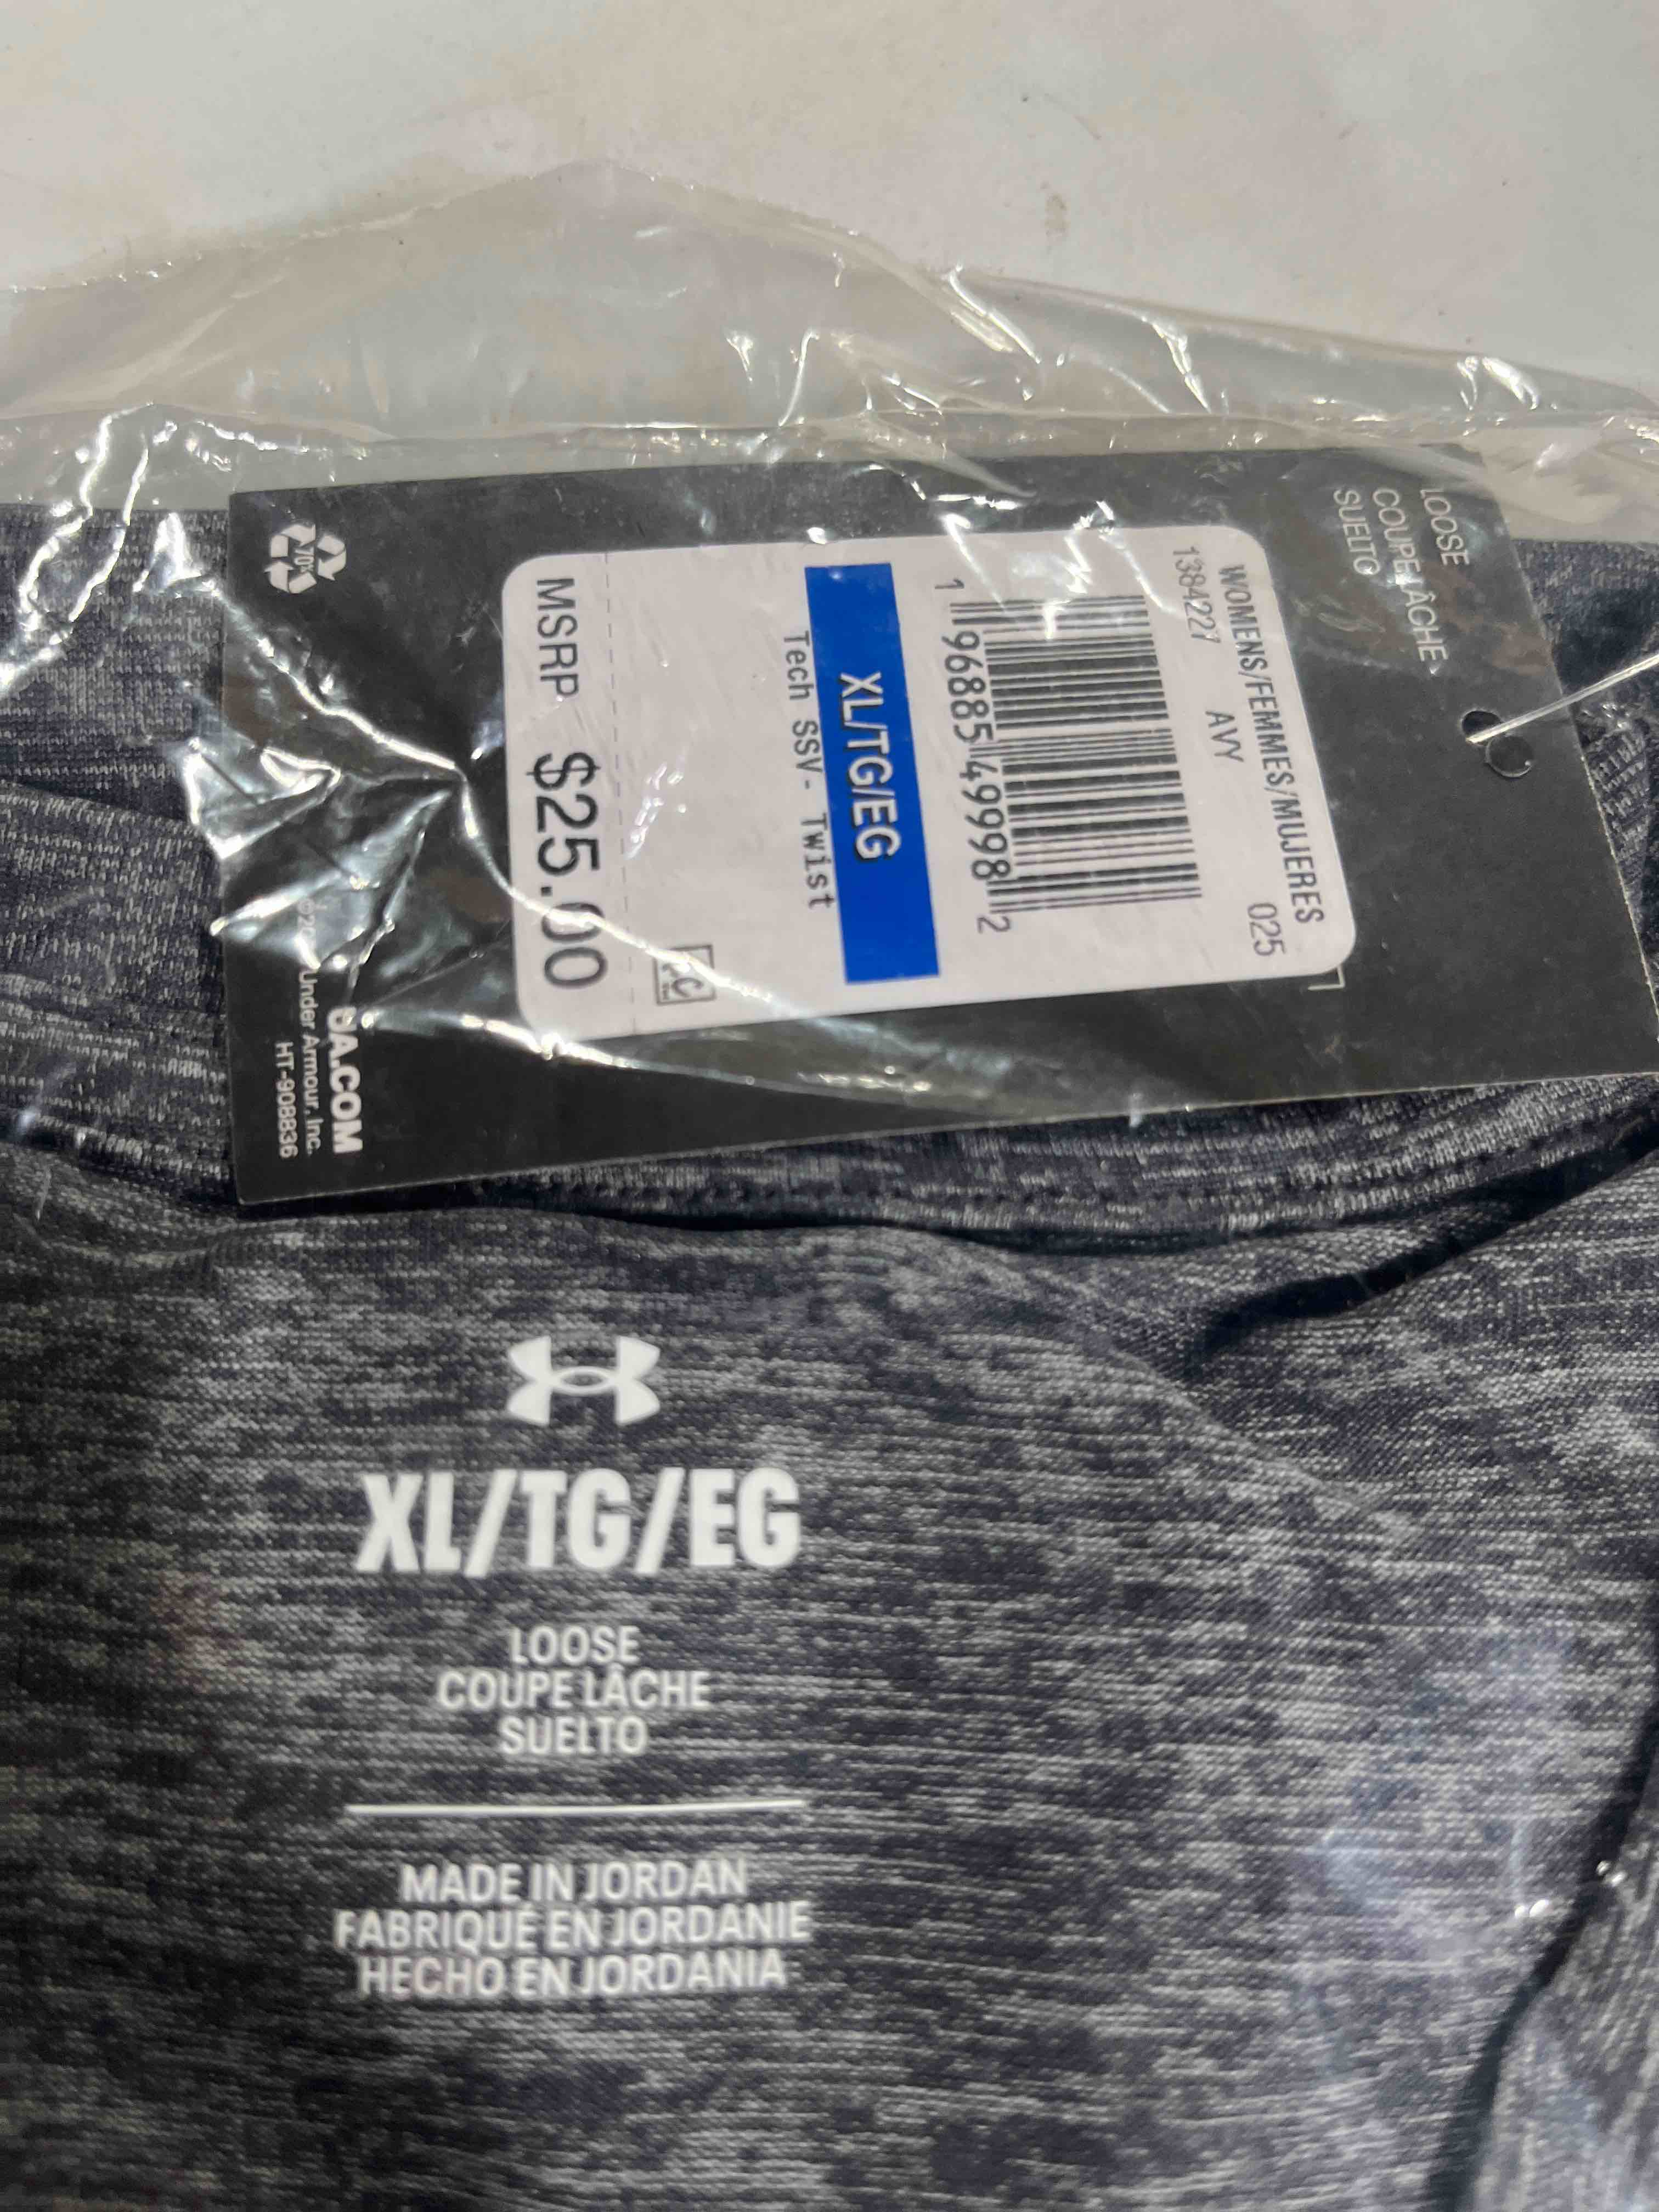 LOOSE
COUPE LÂCHE
SUELTO
WOMENS/FEMMES/MUJERES
1384227 AVY 025
1 96885 49998 2
XL/TG/EG
Tech SSV- Twist
MSRP $25.00
70%
UA.COM
Under Armour, Inc.
HT-908836
XL/TG/EG
LOOSE
COUPE LÂCHE
SUELTO
MADE IN JORDAN
FABRIQUÉ EN JORDANIE
HECHO EN JORDANIA